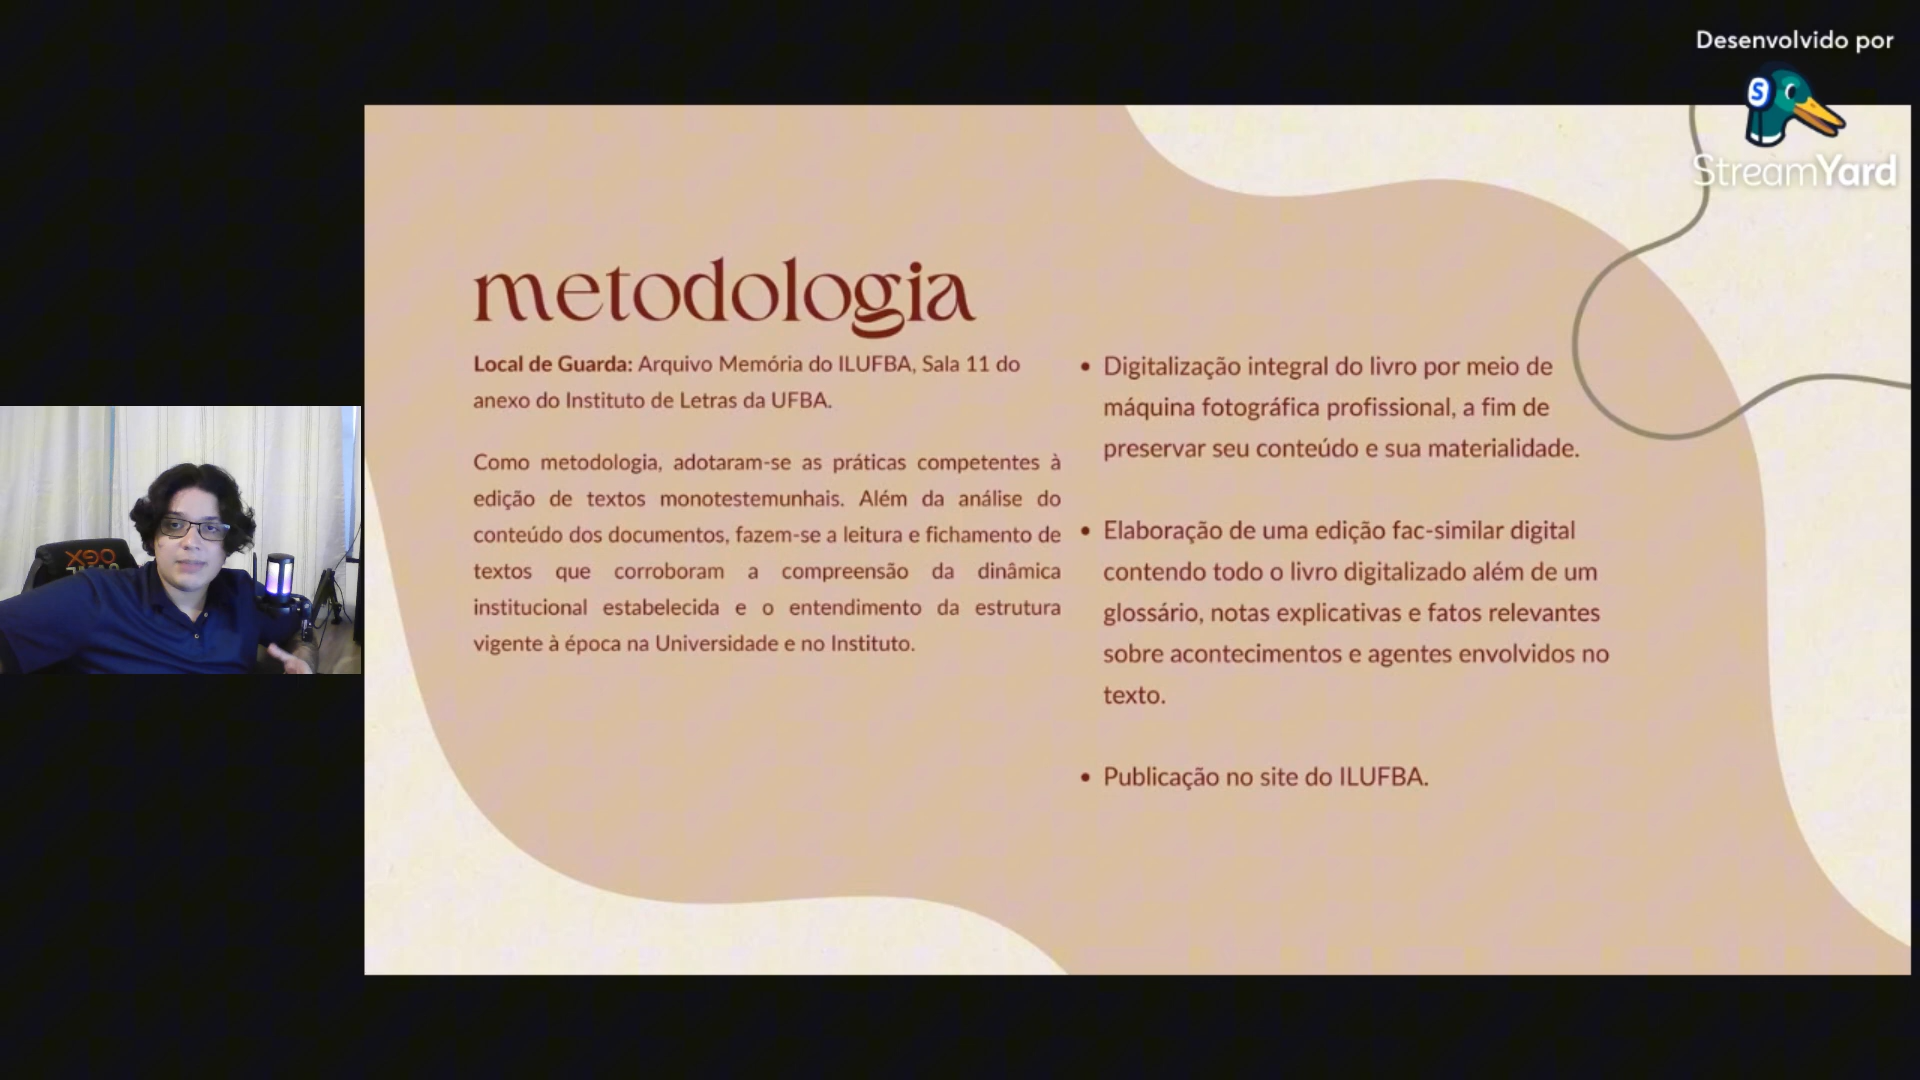 Desenvolvido por
StreamYard
metodologia
Local de Guarda: Arquivo Memória do ILUFBA, Sala 11 do
anexo do Instituto de Letras da UFBA.
Como metodologia, adotaram-se as práticas competentes à
edição de textos monotestemunhais. Além da análise do
conteúdo dos documentos, fazem-se a leitura e fichamento de
textos que corroboram a compreensão da dinâmica
institucional estabelecida e o entendimento da estrutura
vigente à época na Universidade e no Instituto.
• Digitalização integral do livro por meio de
máquina fotográfica profissional, a fim de
preservar seu conteúdo e sua materialidade.
• Elaboração de uma edição fac-similar digital
contendo todo o livro digitalizado além de um
glossário, notas explicativas e fatos relevantes
sobre acontecimentos e agentes envolvidos no
texto.
• Publicação no site do ILUFBA.